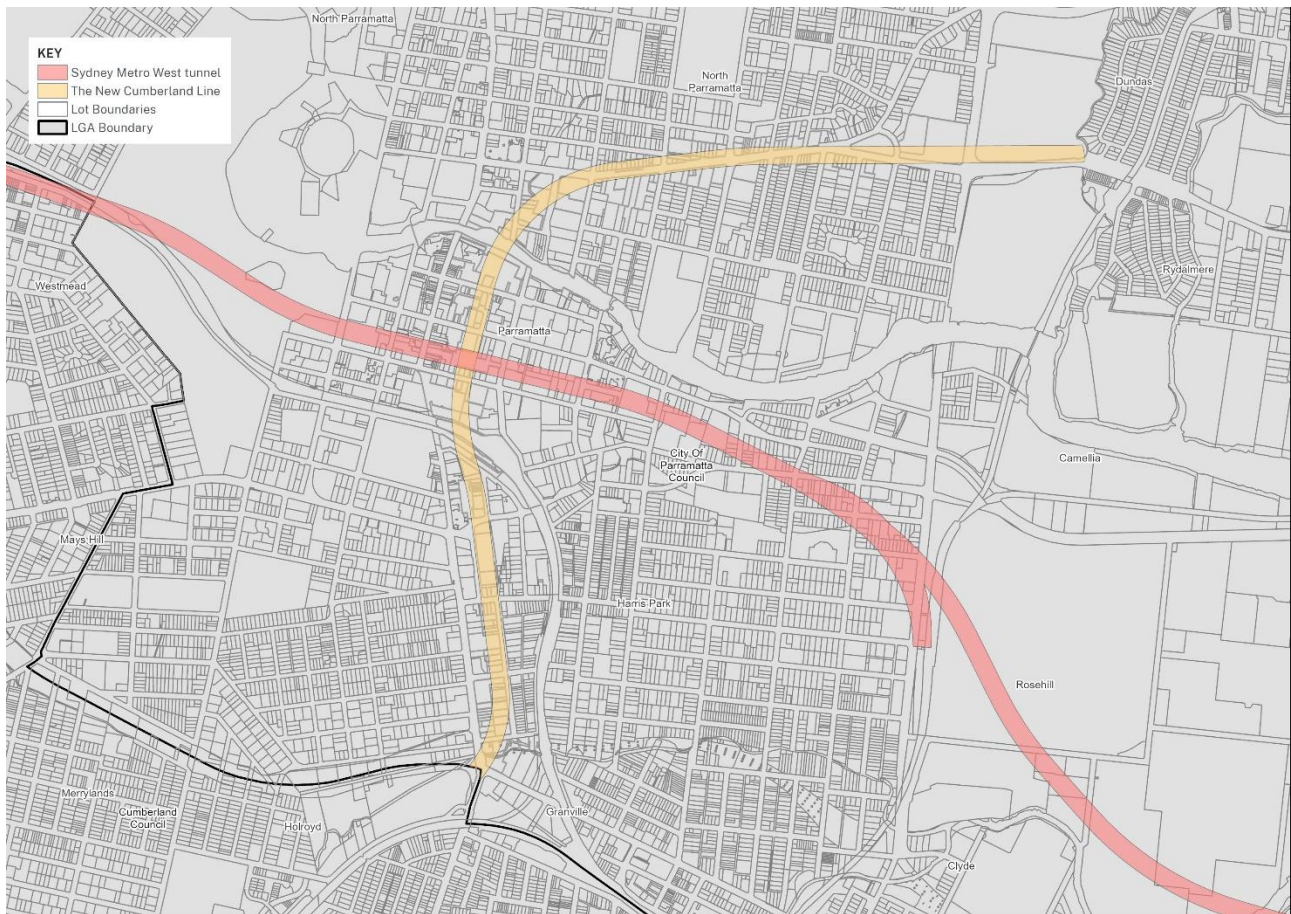 North Parramatta
KEY
Sydney Metro West tunnel
The New Cumberland Line
Lot Boundaries
LGA Boundary
North
Parramatta
Dundas
Westmead
Rydalmere
Parramatta
City Of
Parramatta
Council
Camellia
Mays Hill
Harris Park
Rosehill
Merrylands
Cumberland
Council
Holroyd
Granville
Clyde